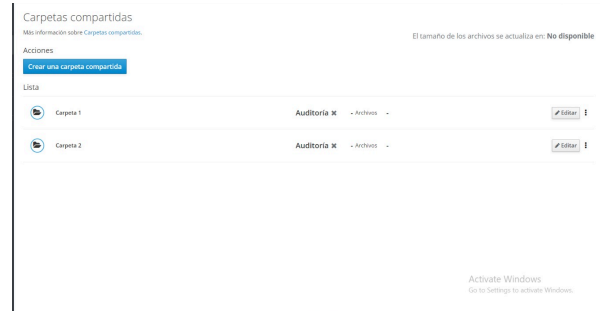 Carpetas compartidas
Más información sobre Carpetas compartidas.
El tamaño de los archivos se actualiza en: No disponible
Acciones
Crear una carpeta compartida
Lista
Carpeta 1 Auditoría ✖ - Archivos - Editar
Carpeta 2 Auditoría ✖ - Archivos - Editar
Activate Windows
Go to Settings to activate Windows.